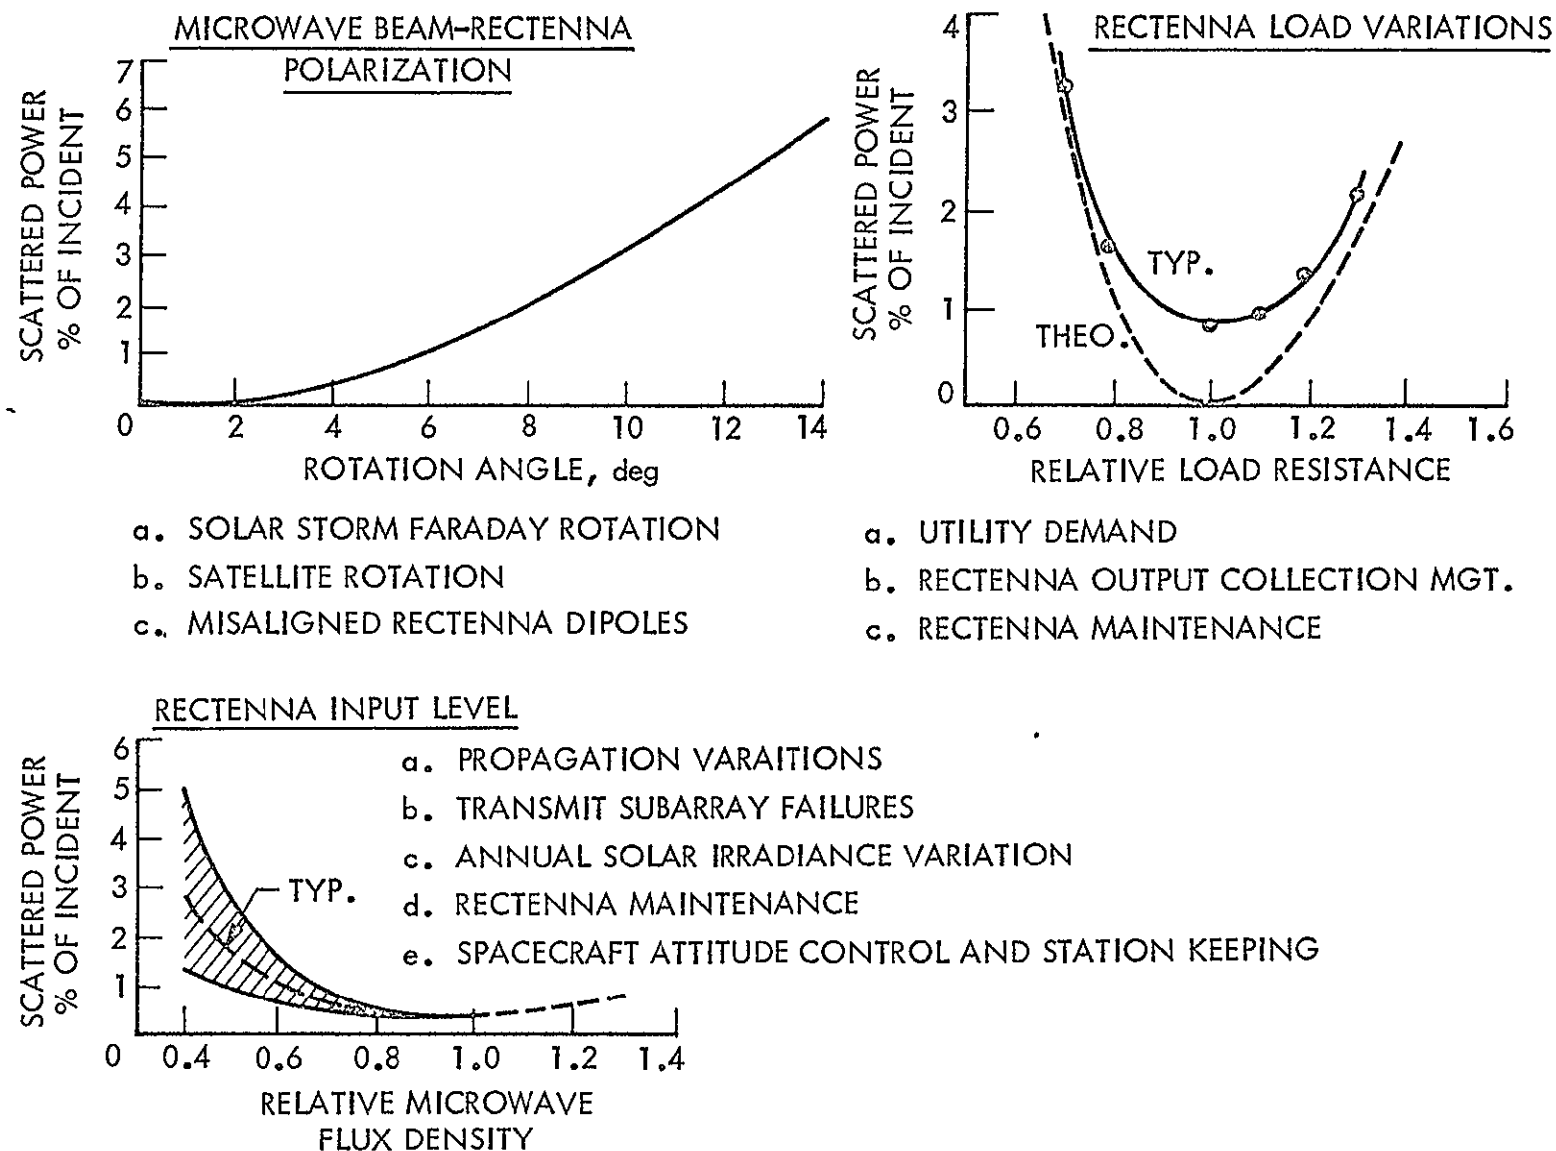 MICROWAVE BEAM-RECTENNA
POLARIZATION
SCATTERED POWER
% OF INCIDENT
7
6
5
4
3
2
1
0 2 4 6 8 10 12 14
ROTATION ANGLE, deg
a. SOLAR STORM FARADAY ROTATION
b. SATELLITE ROTATION
c. MISALIGNED RECTENNA DIPOLES
RECTENNA LOAD VARIATIONS
SCATTERED POWER
% OF INCIDENT
4
3
2
1
0
TYP.
THEO.
0.6 0.8 1.0 1.2 1.4 1.6
RELATIVE LOAD RESISTANCE
a. UTILITY DEMAND
b. RECTENNA OUTPUT COLLECTION MGT.
c. RECTENNA MAINTENANCE
RECTENNA INPUT LEVEL
SCATTERED POWER
% OF INCIDENT
6
5
4
3
2
1
TYP.
0 0.4 0.6 0.8 1.0 1.2 1.4
RELATIVE MICROWAVE
FLUX DENSITY
a. PROPAGATION VARAITIONS
b. TRANSMIT SUBARRAY FAILURES
c. ANNUAL SOLAR IRRADIANCE VARIATION
d. RECTENNA MAINTENANCE
e. SPACECRAFT ATTITUDE CONTROL AND STATION KEEPING